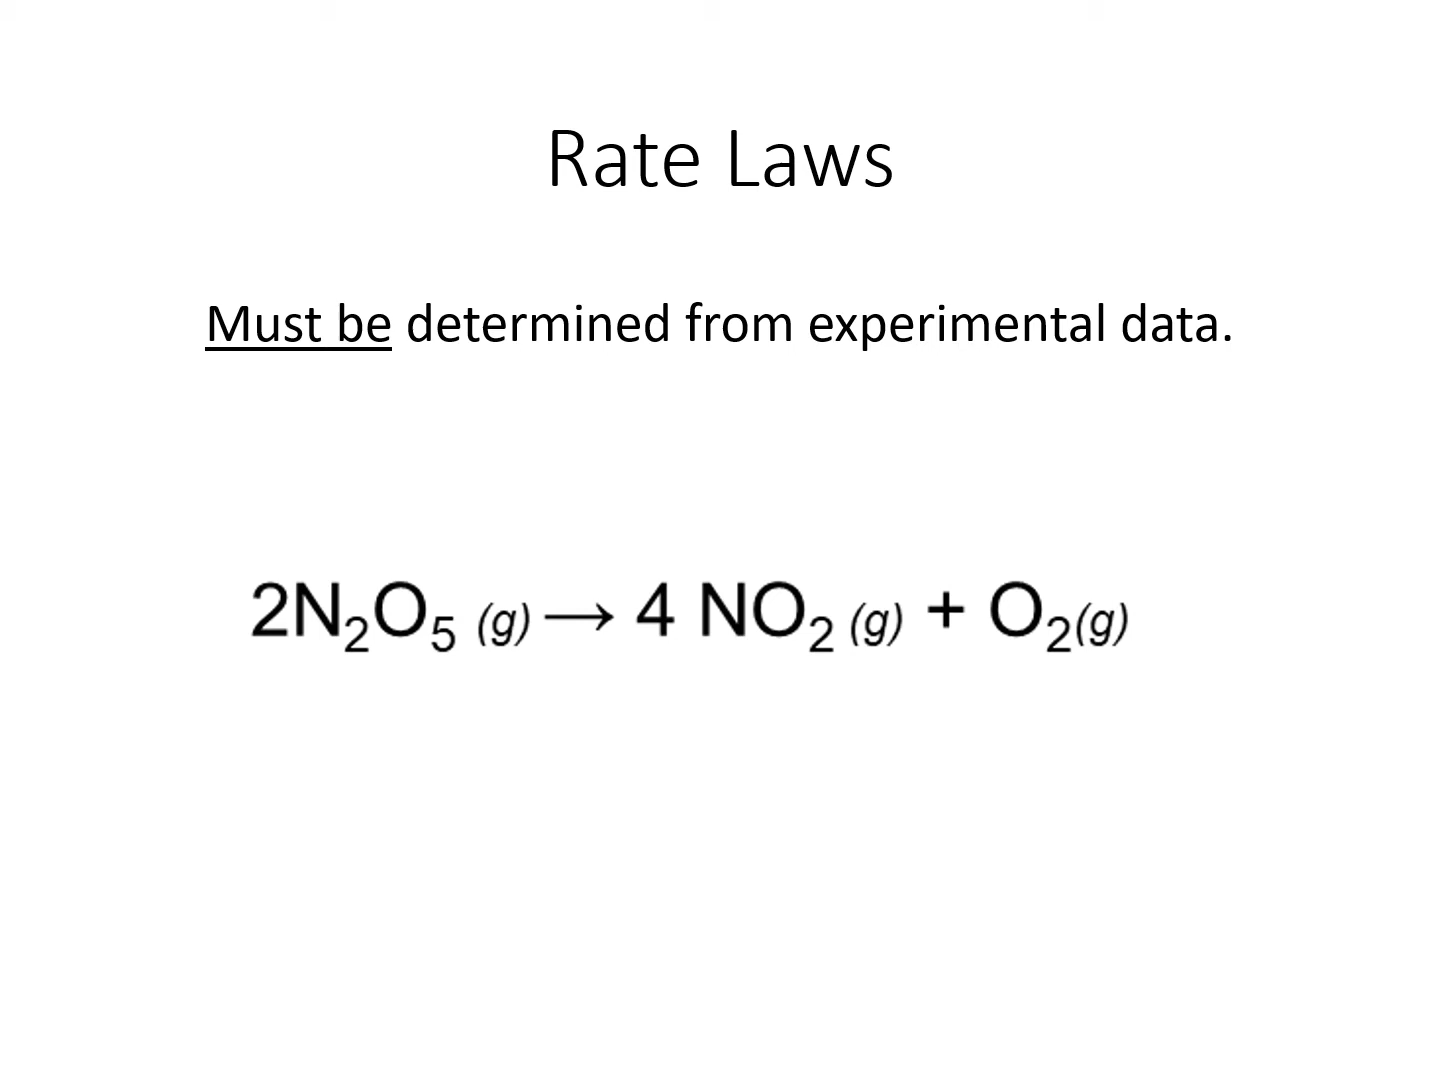 Rate Laws
Must be determined from experimental data.
2N₂O₅ (g) → 4 NO₂ (g) + O₂(g)